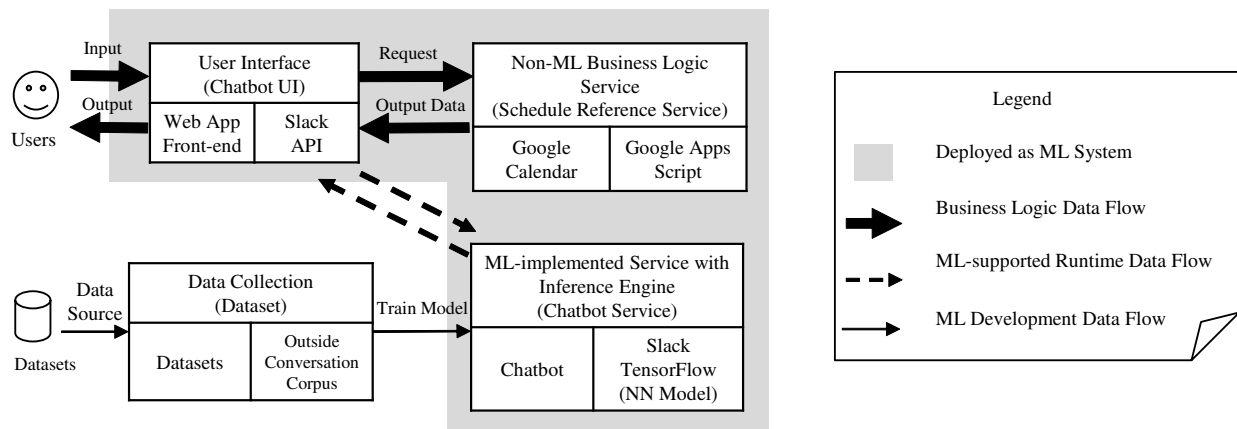 Input
Output
Users
User Interface
(Chatbot UI)
Web App
Front-end
Slack
API
Request
Output Data
Non-ML Business Logic
Service
(Schedule Reference Service)
Google
Calendar
Google Apps
Script
Datasets
Data
Source
Data Collection
(Dataset)
Datasets
Outside
Conversation
Corpus
Train Model
ML-implemented Service with
Inference Engine
(Chatbot Service)
Chatbot
Slack
TensorFlow
(NN Model)
Legend
Deployed as ML System
Business Logic Data Flow
ML-supported Runtime Data Flow
ML Development Data Flow